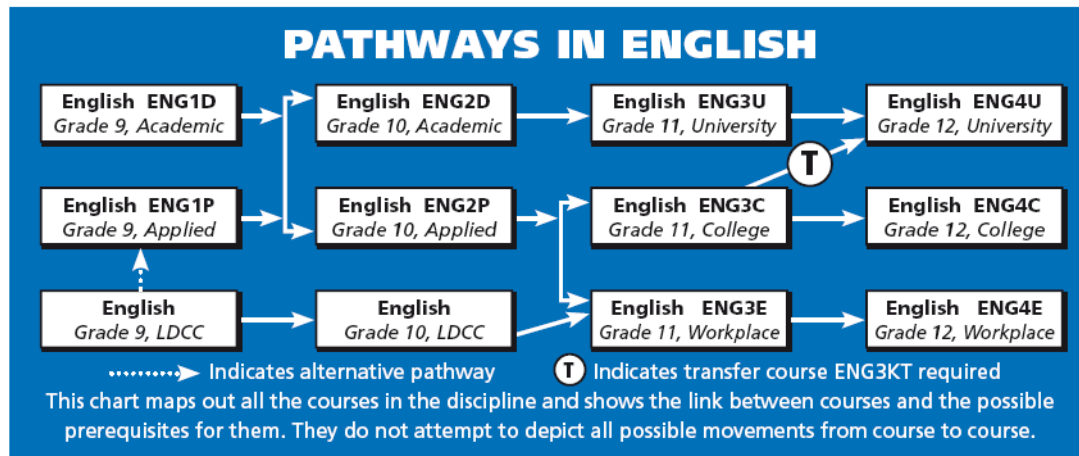 PATHWAYS IN ENGLISH
English ENG1D
Grade 9, Academic
English ENG2D
Grade 10, Academic
English ENG3U
Grade 11, University
English ENG4U
Grade 12, University
T
English ENG1P
Grade 9, Applied
English ENG2P
Grade 10, Applied
English ENG3C
Grade 11, College
English ENG4C
Grade 12, College
English
Grade 9, LDCC
English
Grade 10, LDCC
English ENG3E
Grade 11, Workplace
English ENG4E
Grade 12, Workplace
Indicates alternative pathway
T Indicates transfer course ENG3KT required
This chart maps out all the courses in the discipline and shows the link between courses and the possible
prerequisites for them. They do not attempt to depict all possible movements from course to course.